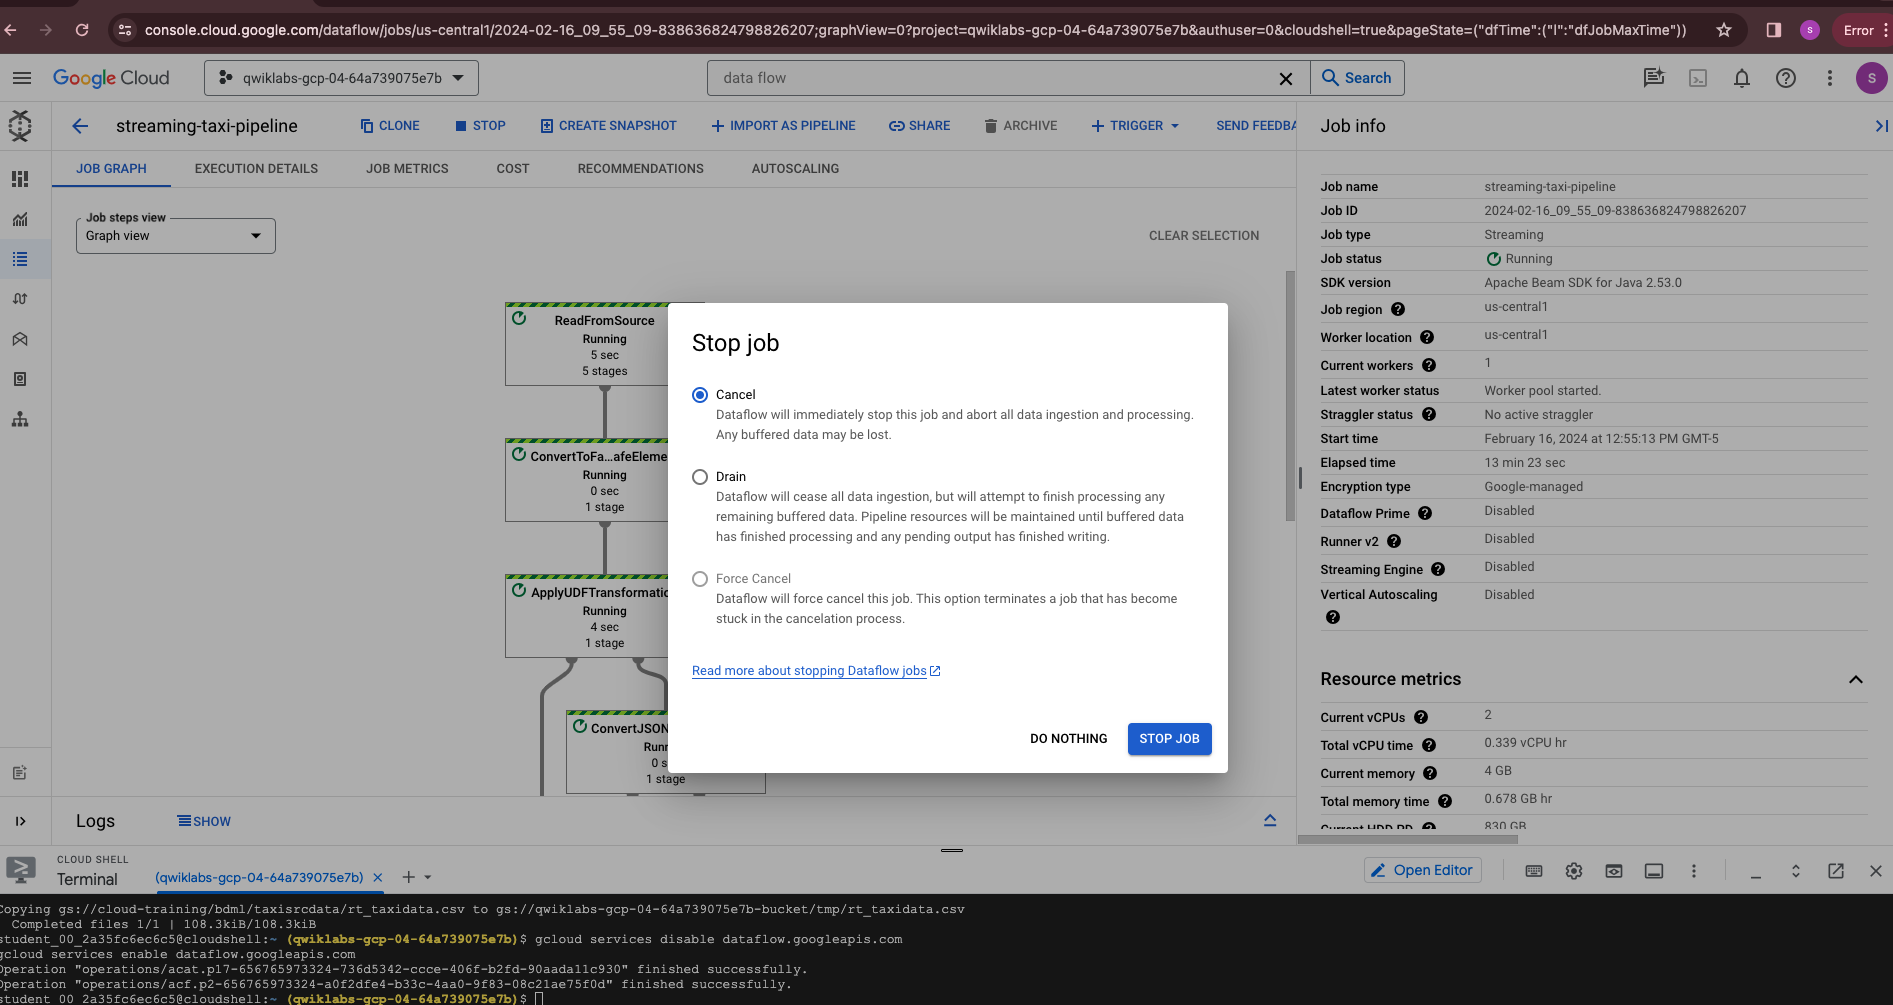 console.cloud.google.com/dataflow/jobs/us-central1/2024-02-16_09_55_09-838636824798826207;graphView=0?project=qwiklabs-gcp-04-64a739075e7b&authuser=0&cloudshell=true&pageState=("dfTime":("l":"dfJobMaxTime"))
S
Error
Google Cloud
qwiklabs-gcp-04-64a739075e7b
data flow
Search
S
streaming-taxi-pipeline
CLONE
STOP
CREATE SNAPSHOT
IMPORT AS PIPELINE
SHARE
ARCHIVE
TRIGGER
SEND FEEDBA
JOB GRAPH
EXECUTION DETAILS
JOB METRICS
COST
RECOMMENDATIONS
AUTOSCALING
Job steps view
Graph view
CLEAR SELECTION
ReadFromSource
Running
5 sec
5 stages
ConvertToFa...afeEleme
Running
0 sec
1 stage
ApplyUDFTransformatio
Running
4 sec
1 stage
ConvertJSON
Runr
0 s
1 stage
Stop job
Cancel
Dataflow will immediately stop this job and abort all data ingestion and processing.
Any buffered data may be lost.
Drain
Dataflow will cease all data ingestion, but will attempt to finish processing any
remaining buffered data. Pipeline resources will be maintained until buffered data
has finished processing and any pending output has finished writing.
Force Cancel
Dataflow will force cancel this job. This option terminates a job that has become
stuck in the cancelation process.
Read more about stopping Dataflow jobs
DO NOTHING
STOP JOB
Job info
Job name streaming-taxi-pipeline
Job ID 2024-02-16_09_55_09-838636824798826207
Job type Streaming
Job status Running
SDK version Apache Beam SDK for Java 2.53.0
Job region us-central1
Worker location us-central1
Current workers 1
Latest worker status Worker pool started.
Straggler status No active straggler
Start time February 16, 2024 at 12:55:13 PM GMT-5
Elapsed time 13 min 23 sec
Encryption type Google-managed
Dataflow Prime Disabled
Runner v2 Disabled
Streaming Engine Disabled
Vertical Autoscaling Disabled
Resource metrics
Current vCPUs 2
Total vCPU time 0.339 vCPU hr
Current memory 4 GB
Total memory time 0.678 GB hr
Current HDD PD 830 GB
Logs
SHOW
CLOUD SHELL
Terminal
(qwiklabs-gcp-04-64a739075e7b)
Open Editor
Copying gs://cloud-training/bdml/taxisrcdata/rt_taxidata.csv to gs://qwiklabs-gcp-04-64a739075e7b-bucket/tmp/rt_taxidata.csv
Completed files 1/1 | 108.3kiB/108.3kiB
student_00_2a35fc6ec6c5@cloudshell:~ (qwiklabs-gcp-04-64a739075e7b)$ gcloud services disable dataflow.googleapis.com
gcloud services enable dataflow.googleapis.com
Operation "operations/acat.p17-656765973324-736d5342-ccce-406f-b2fd-90aada11c930" finished successfully.
Operation "operations/acf.p2-656765973324-a0f2dfe4-b33c-4aa0-9f83-08c21ae75f0d" finished successfully.
student_00_2a35fc6ec6c5@cloudshell:~ (qwiklabs-gcp-04-64a739075e7b)$